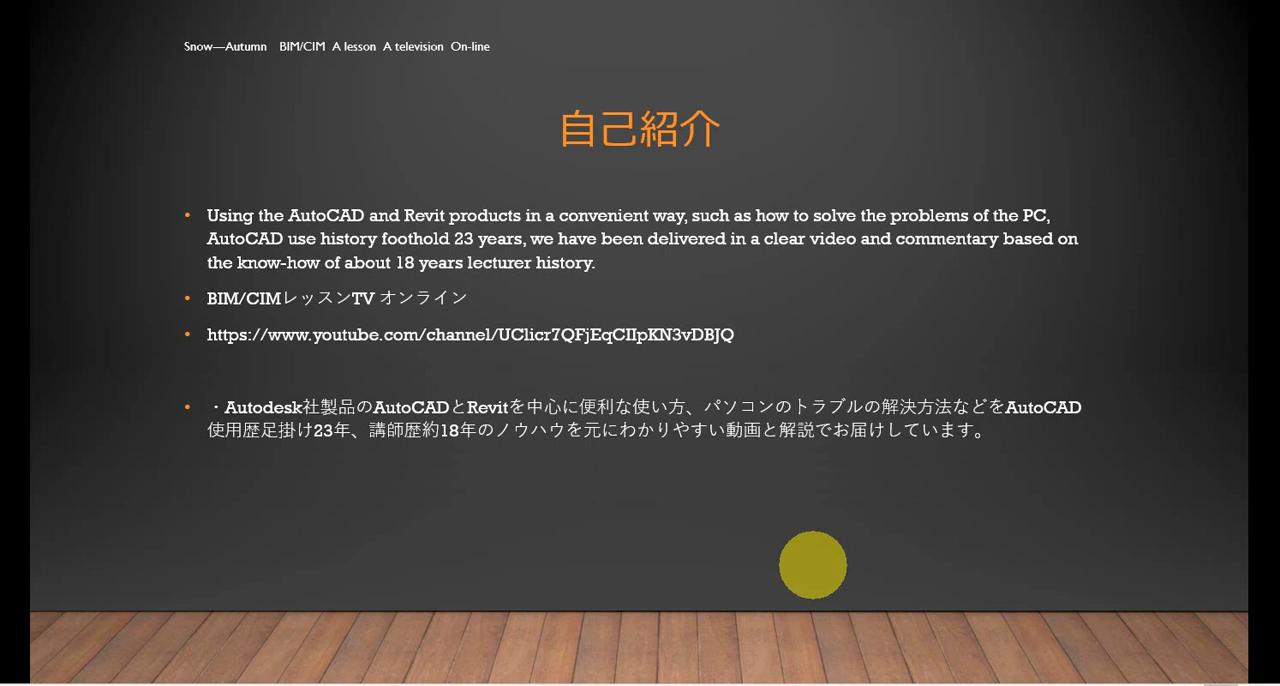 Snow—Autumn BIM/CIM A lesson A television On-line
自己紹介
• Using the AutoCAD and Revit products in a convenient way, such as how to solve the problems of the PC,
AutoCAD use history foothold 23 years, we have been delivered in a clear video and commentary based on
the know-how of about 18 years lecturer history.
• BIM/CIMレッスンTV オンライン
• https://www.youtube.com/channel/UClicr7QFjEqCIIpKN3vDBJQ
• ・Autodesk社製品のAutoCADとRevitを中心に便利な使い方、パソコンのトラブルの解決方法などをAutoCAD
使用歴足掛け23年、講師歴約18年のノウハウを元にわかりやすい動画と解説でお届けしています。